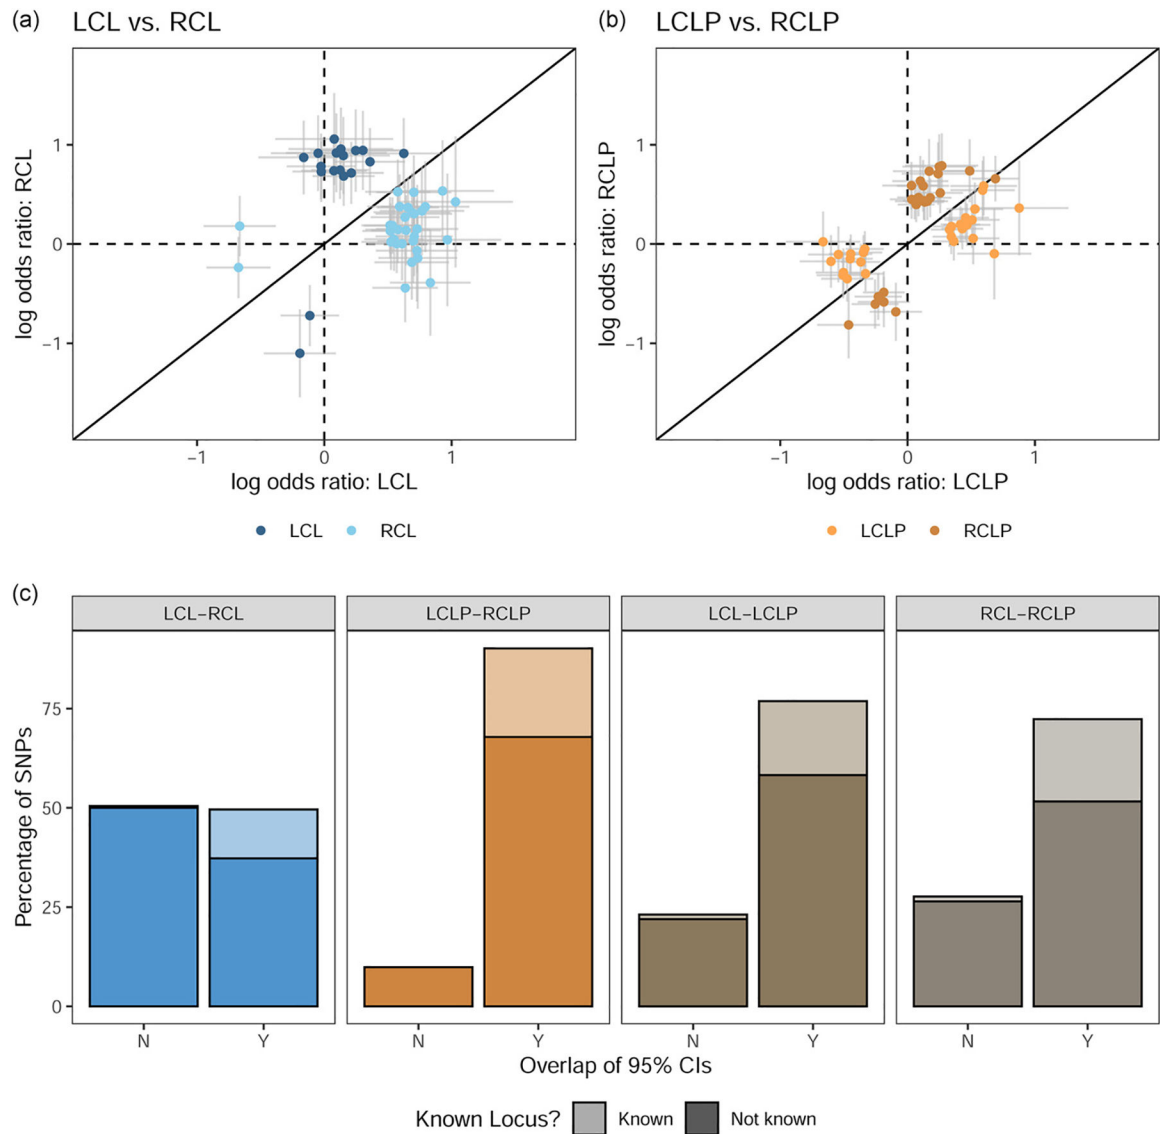 (a) LCL vs. RCL
(b) LCLP vs. RCLP
log odds ratio: RCL
1
0
−1
−1 0 1
log odds ratio: LCL
LCL RCL
log odds ratio: RCLP
1
0
−1
−1 0 1
log odds ratio: LCLP
LCLP RCLP
(c)
LCL−RCL LCLP−RCLP LCL−LCLP RCL−RCLP
Percentage of SNPs
75
50
25
0
N Y N Y N Y N Y
Overlap of 95% CIs
Known Locus? Known Not known